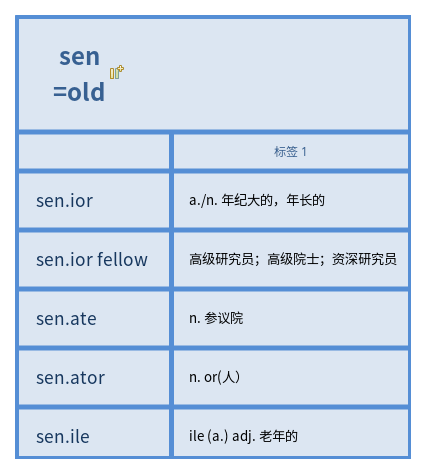 sen
=old
标签 1
sen.ior
a./n. 年纪大的，年长的
sen.ior fellow
高级研究员；高级院士；资深研究员
sen.ate
n. 参议院
sen.ator
n. or(人）
sen.ile
ile (a.) adj. 老年的